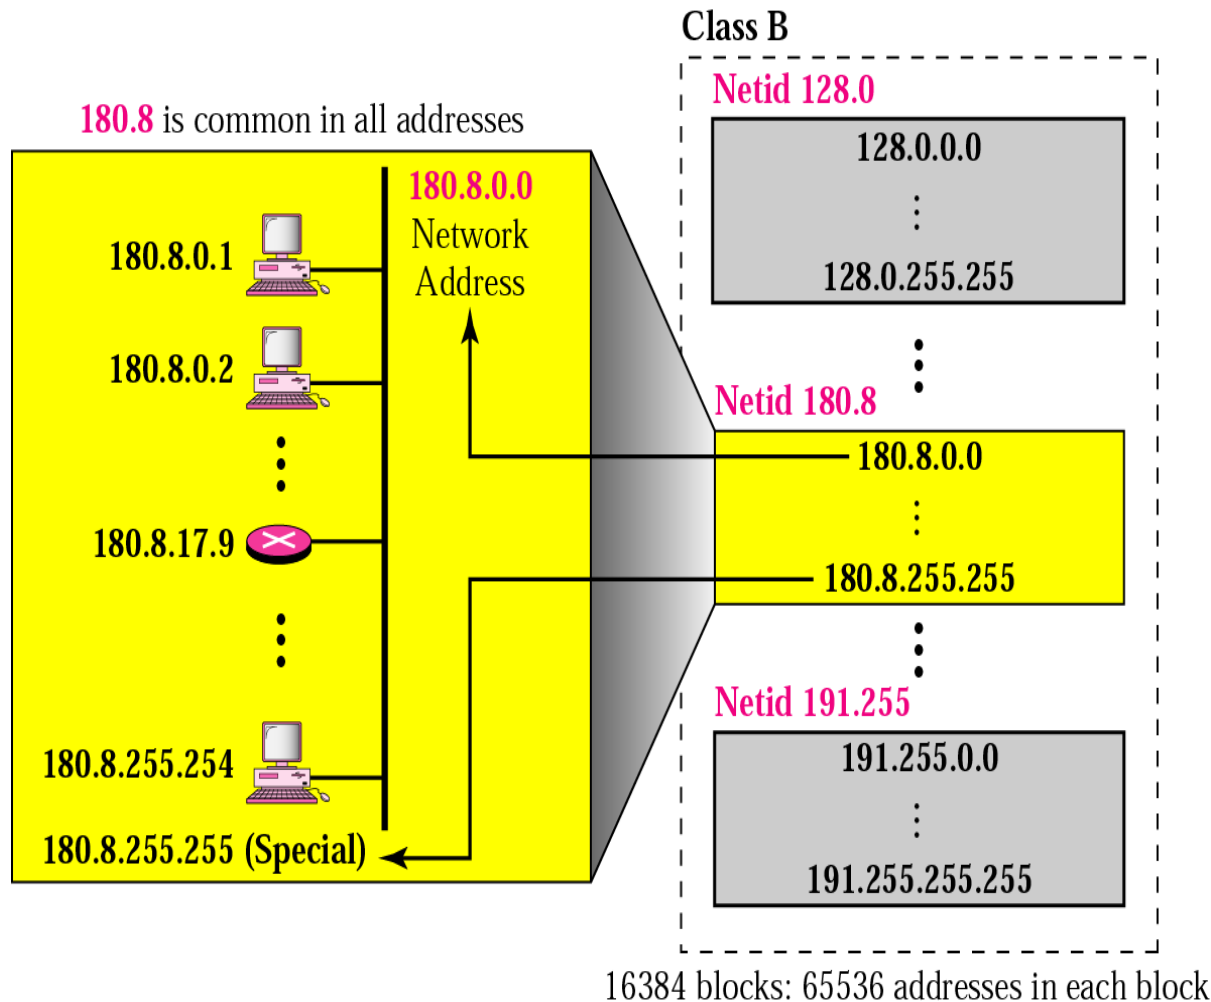 Class B
Netid 128.0
180.8 is common in all addresses
128.0.0.0
128.0.255.255
180.8.0.0
Network
Address
180.8.0.1
180.8.0.2
180.8.17.9
180.8.255.254
180.8.255.255 (Special)
Netid 180.8
180.8.0.0
180.8.255.255
Netid 191.255
191.255.0.0
191.255.255.255
16384 blocks: 65536 addresses in each block